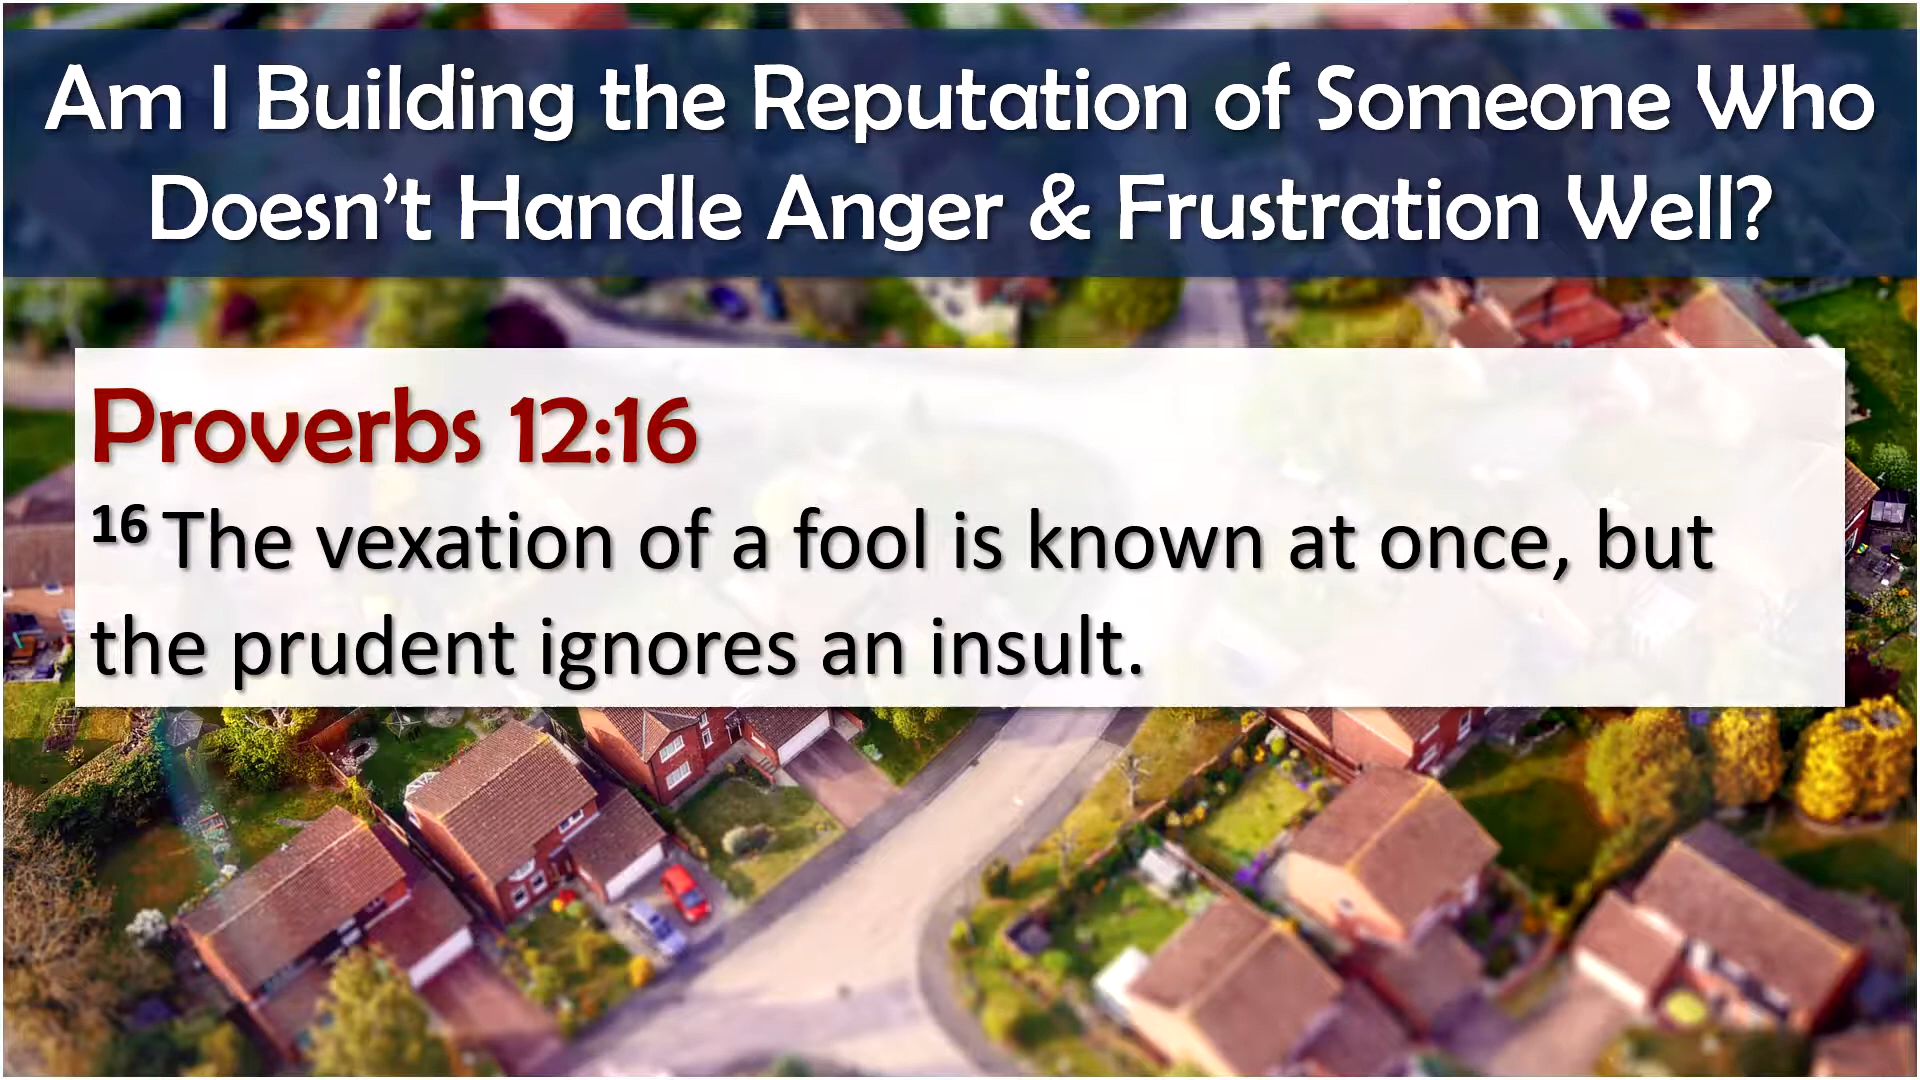 Am I Building the Reputation of Someone Who
Doesn’t Handle Anger & Frustration Well?
Proverbs 12:16
16 The vexation of a fool is known at once, but
the prudent ignores an insult.